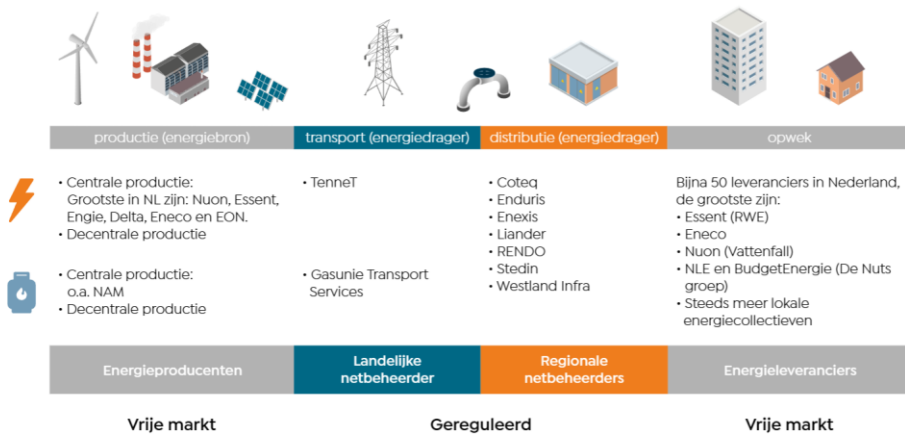 productie (energiebron)
transport (energiedrager)
distributie (energiedrager)
opwek
• Centrale productie:
Grootste in NL zijn: Nuon, Essent,
Engie, Delta, Eneco en EON.
• Decentrale productie
• TenneT
• Coteq
• Enduris
• Enexis
• Liander
• RENDO
• Stedin
• Westland Infra
Bijna 50 leveranciers in Nederland,
de grootste zijn:
• Essent (RWE)
• Eneco
• Nuon (Vattenfall)
• NLE en BudgetEnergie (De Nuts
groep)
• Steeds meer lokale
energiecollectieven
• Centrale productie:
o.a. NAM
• Decentrale productie
• Gasunie Transport
Services
Energieproducenten
Landelijke
netbeheerder
Regionale
netbeheerders
Energieleveranciers
Vrije markt
Gereguleerd
Vrije markt